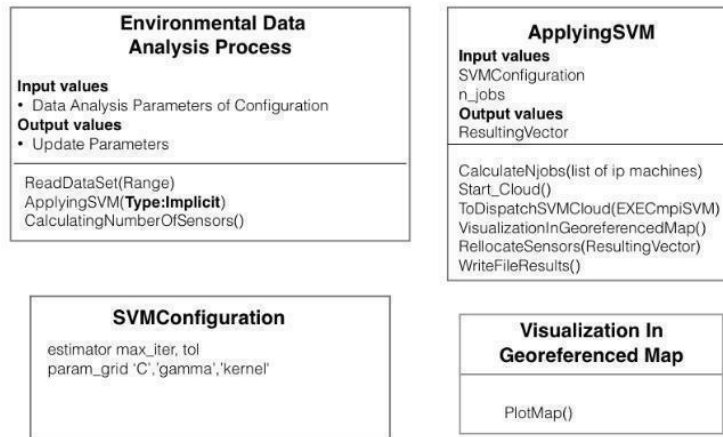 Environmental Data
Analysis Process
Input values
• Data Analysis Parameters of Configuration
Output values
• Update Parameters
ReadDataSet(Range)
ApplyingSVM(Type:Implicit)
CalculatingNumberOfSensors()
ApplyingSVM
Input values
SVMConfiguration
n_jobs
Output values
ResultingVector
CalculateNjobs(list of ip machines)
Start_Cloud()
ToDispatchSVMCloud(EXECmpiSVM)
VisualizationInGeoreferencedMap()
RellocateSensors(ResultingVector)
WriteFileResults()
SVMConfiguration
estimator max_iter, tol
param_grid 'C','gamma','kernel'
Visualization In
Georeferenced Map
PlotMap()